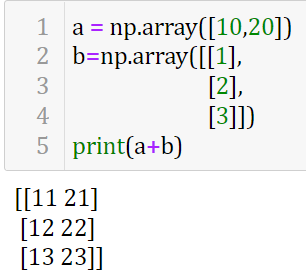 1 a = np.array([10,20])
2 b=np.array([[1],
3 [2],
4 [3]])
5 print(a+b)
[[11 21]
[12 22]
[13 23]]